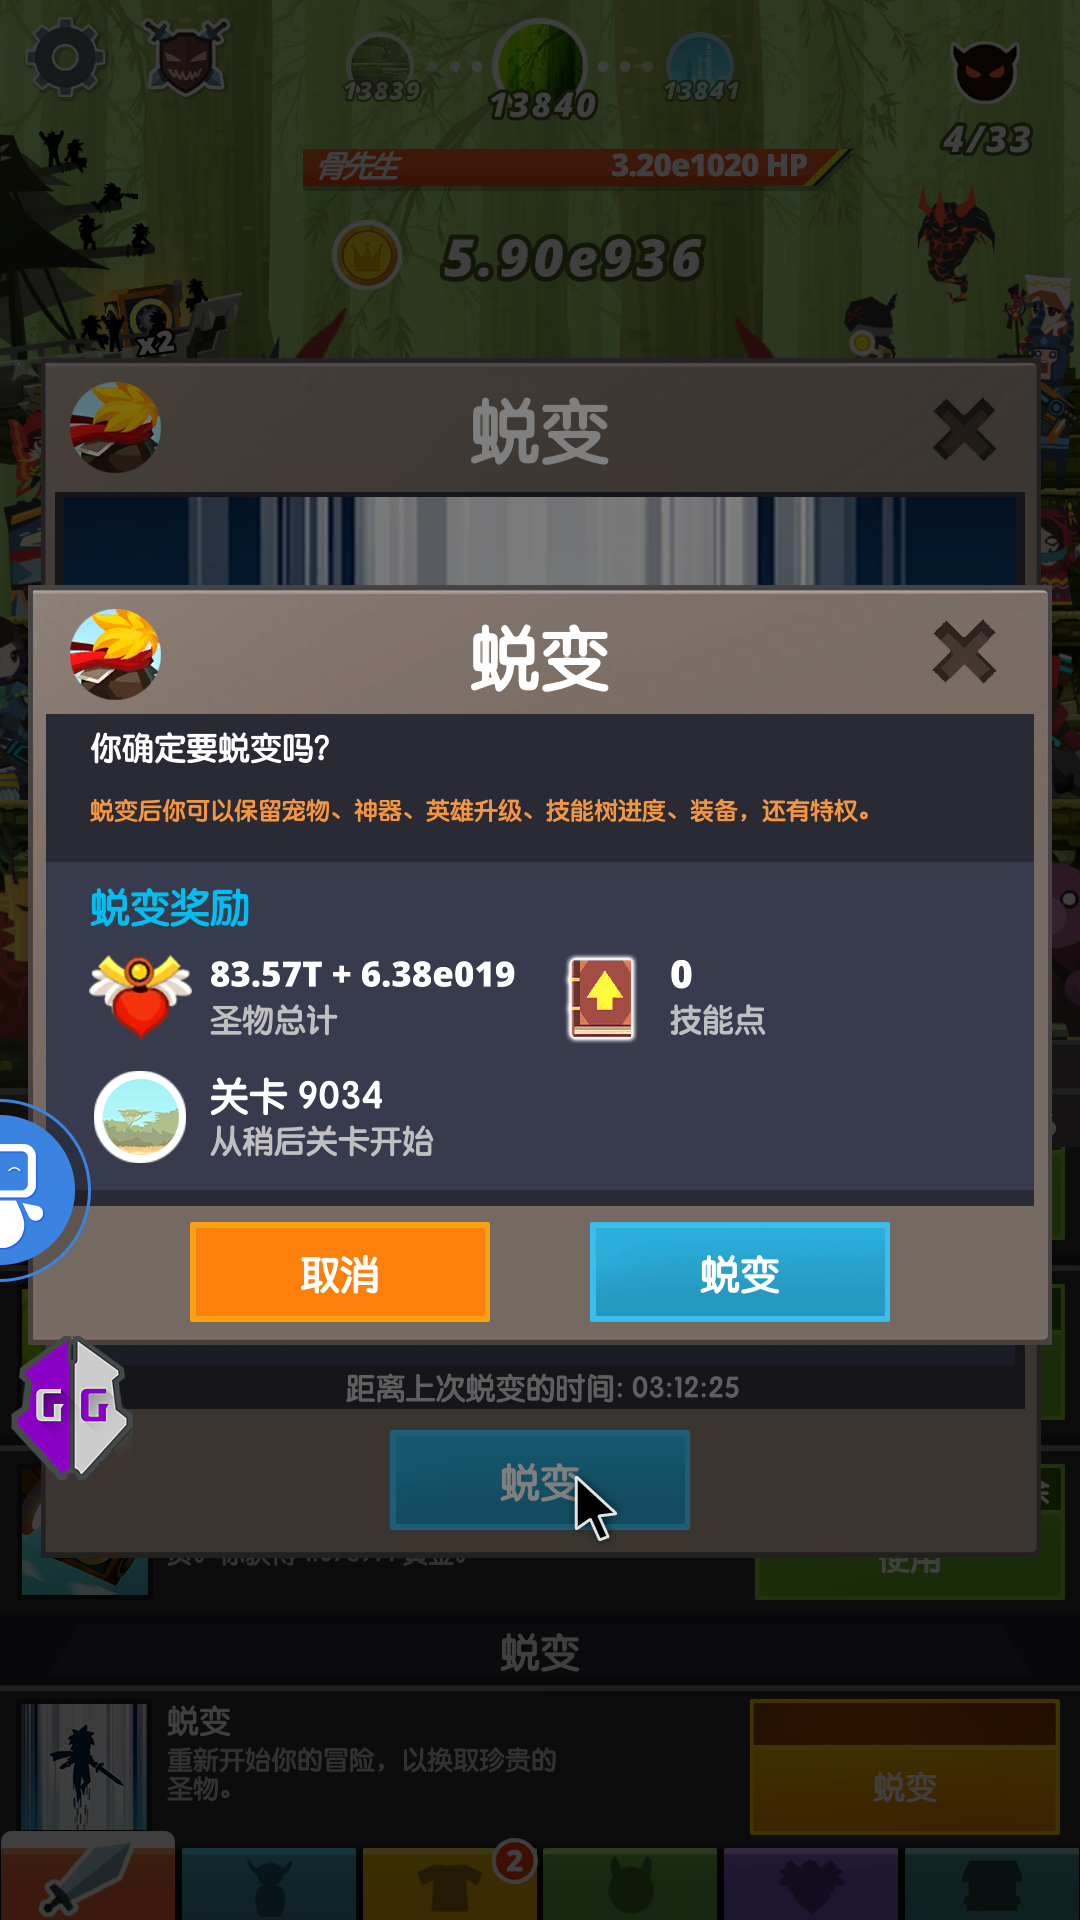 13839
13840
13841
4/33
骨先生
3.20e1020 HP
5.90e936
x2
蜕变
蜕变
你确定要蜕变吗?
蜕变后你可以保留宠物、神器、英雄升级、技能树进度、装备，还有特权。
蜕变奖励
83.57T + 6.38e019
圣物总计
0
技能点
关卡 9034
从稍后关卡开始
取消
蜕变
GG
距离上次蜕变的时间: 03:12:25
蜕变
使用
蜕变
蜕变
重新开始你的冒险，以换取珍贵的
圣物。
蜕变
2